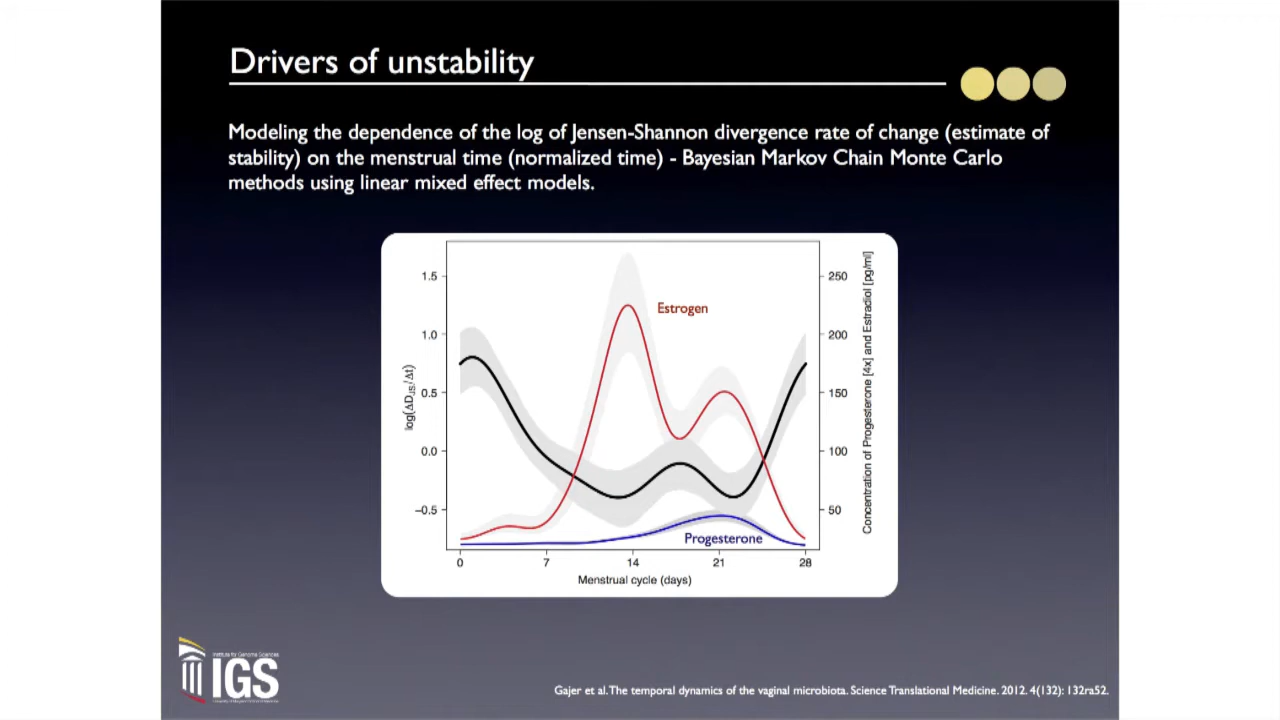 Drivers of unstability
Modeling the dependence of the log of Jensen-Shannon divergence rate of change (estimate of
stability) on the menstrual time (normalized time) - Bayesian Markov Chain Monte Carlo
methods using linear mixed effect models.
1.5
1.0
0.5
0.0
−0.5
log(ΔDJS/Δt)
Estrogen
Progesterone
250
200
150
100
50
Concentration of Progesterone [4x] and Estradiol [pg/ml]
0 7 14 21 28
Menstrual cycle (days)
Institute for Genome Sciences
IGS
Gajer et al. The temporal dynamics of the vaginal microbiota. Science Translational Medicine. 2012. 4(132): 132ra52.